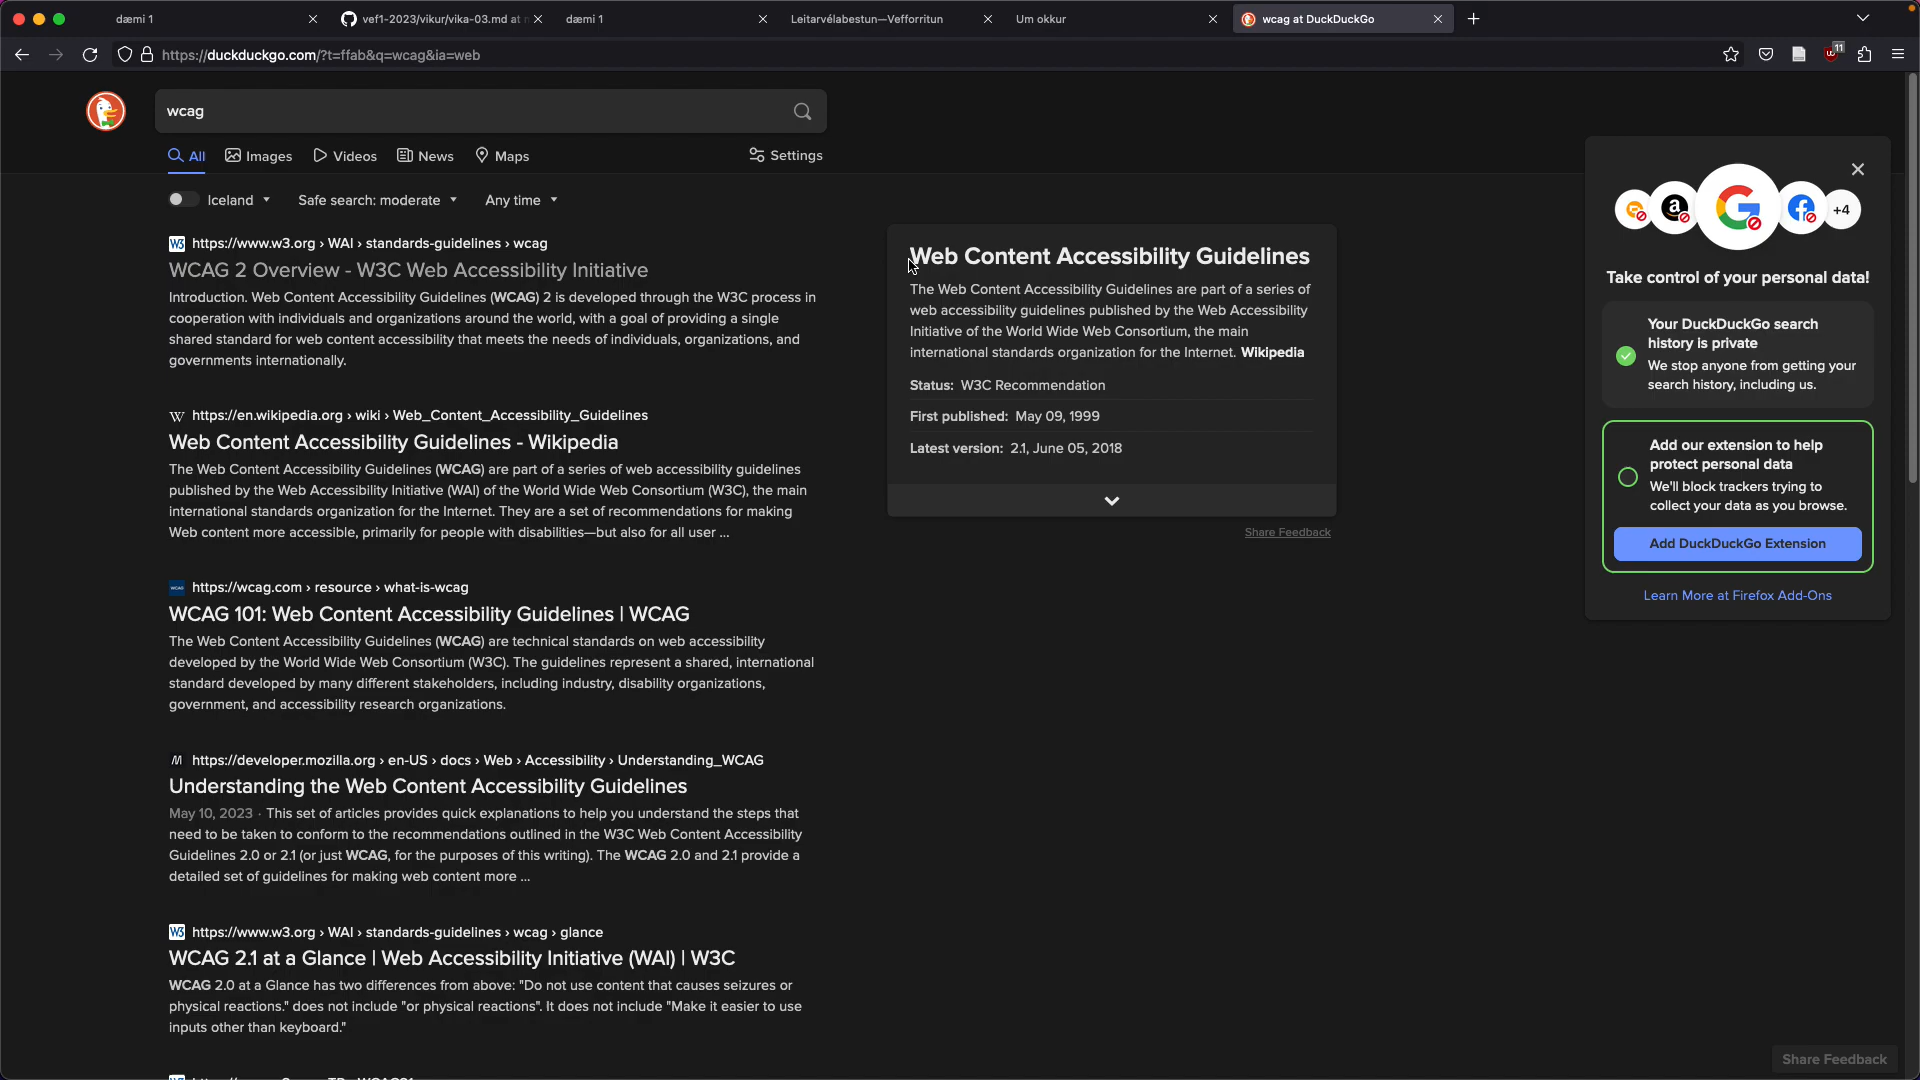 dæmi 1
vef1-2023/vikur/vika-03.md at
dæmi 1
Leitarvélabestun—Vefforritun
Um okkur
wcag at DuckDuckGo
https://duckduckgo.com/?t=ffab&q=wcag&ia=web
11
wcag
All
Images
Videos
News
Maps
Settings
Iceland
Safe search: moderate
Any time
https://www.w3.org › WAI › standards-guidelines › wcag
WCAG 2 Overview - W3C Web Accessibility Initiative
Introduction. Web Content Accessibility Guidelines (WCAG) 2 is developed through the W3C process in
cooperation with individuals and organizations around the world, with a goal of providing a single
shared standard for web content accessibility that meets the needs of individuals, organizations, and
governments internationally.
https://en.wikipedia.org › wiki › Web_Content_Accessibility_Guidelines
Web Content Accessibility Guidelines - Wikipedia
The Web Content Accessibility Guidelines (WCAG) are part of a series of web accessibility guidelines
published by the Web Accessibility Initiative (WAI) of the World Wide Web Consortium (W3C), the main
international standards organization for the Internet. They are a set of recommendations for making
Web content more accessible, primarily for people with disabilities—but also for all user ...
https://wcag.com › resource › what-is-wcag
WCAG 101: Web Content Accessibility Guidelines | WCAG
The Web Content Accessibility Guidelines (WCAG) are technical standards on web accessibility
developed by the World Wide Web Consortium (W3C). The guidelines represent a shared, international
standard developed by many different stakeholders, including industry, disability organizations,
government, and accessibility research organizations.
https://developer.mozilla.org › en-US › docs › Web › Accessibility › Understanding_WCAG
Understanding the Web Content Accessibility Guidelines
May 10, 2023 · This set of articles provides quick explanations to help you understand the steps that
need to be taken to conform to the recommendations outlined in the W3C Web Content Accessibility
Guidelines 2.0 or 2.1 (or just WCAG, for the purposes of this writing). The WCAG 2.0 and 2.1 provide a
detailed set of guidelines for making web content more ...
https://www.w3.org › WAI › standards-guidelines › wcag › glance
WCAG 2.1 at a Glance | Web Accessibility Initiative (WAI) | W3C
WCAG 2.0 at a Glance has two differences from above: "Do not use content that causes seizures or
physical reactions." does not include "or physical reactions". It does not include "Make it easier to use
inputs other than keyboard."
Web Content Accessibility Guidelines
The Web Content Accessibility Guidelines are part of a series of
web accessibility guidelines published by the Web Accessibility
Initiative of the World Wide Web Consortium, the main
international standards organization for the Internet. Wikipedia
Status: W3C Recommendation
First published: May 09, 1999
Latest version: 2.1, June 05, 2018
Share Feedback
+4
Take control of your personal data!
Your DuckDuckGo search
history is private
We stop anyone from getting your
search history, including us.
Add our extension to help
protect personal data
We'll block trackers trying to
collect your data as you browse.
Add DuckDuckGo Extension
Learn More at Firefox Add-Ons
Share Feedback